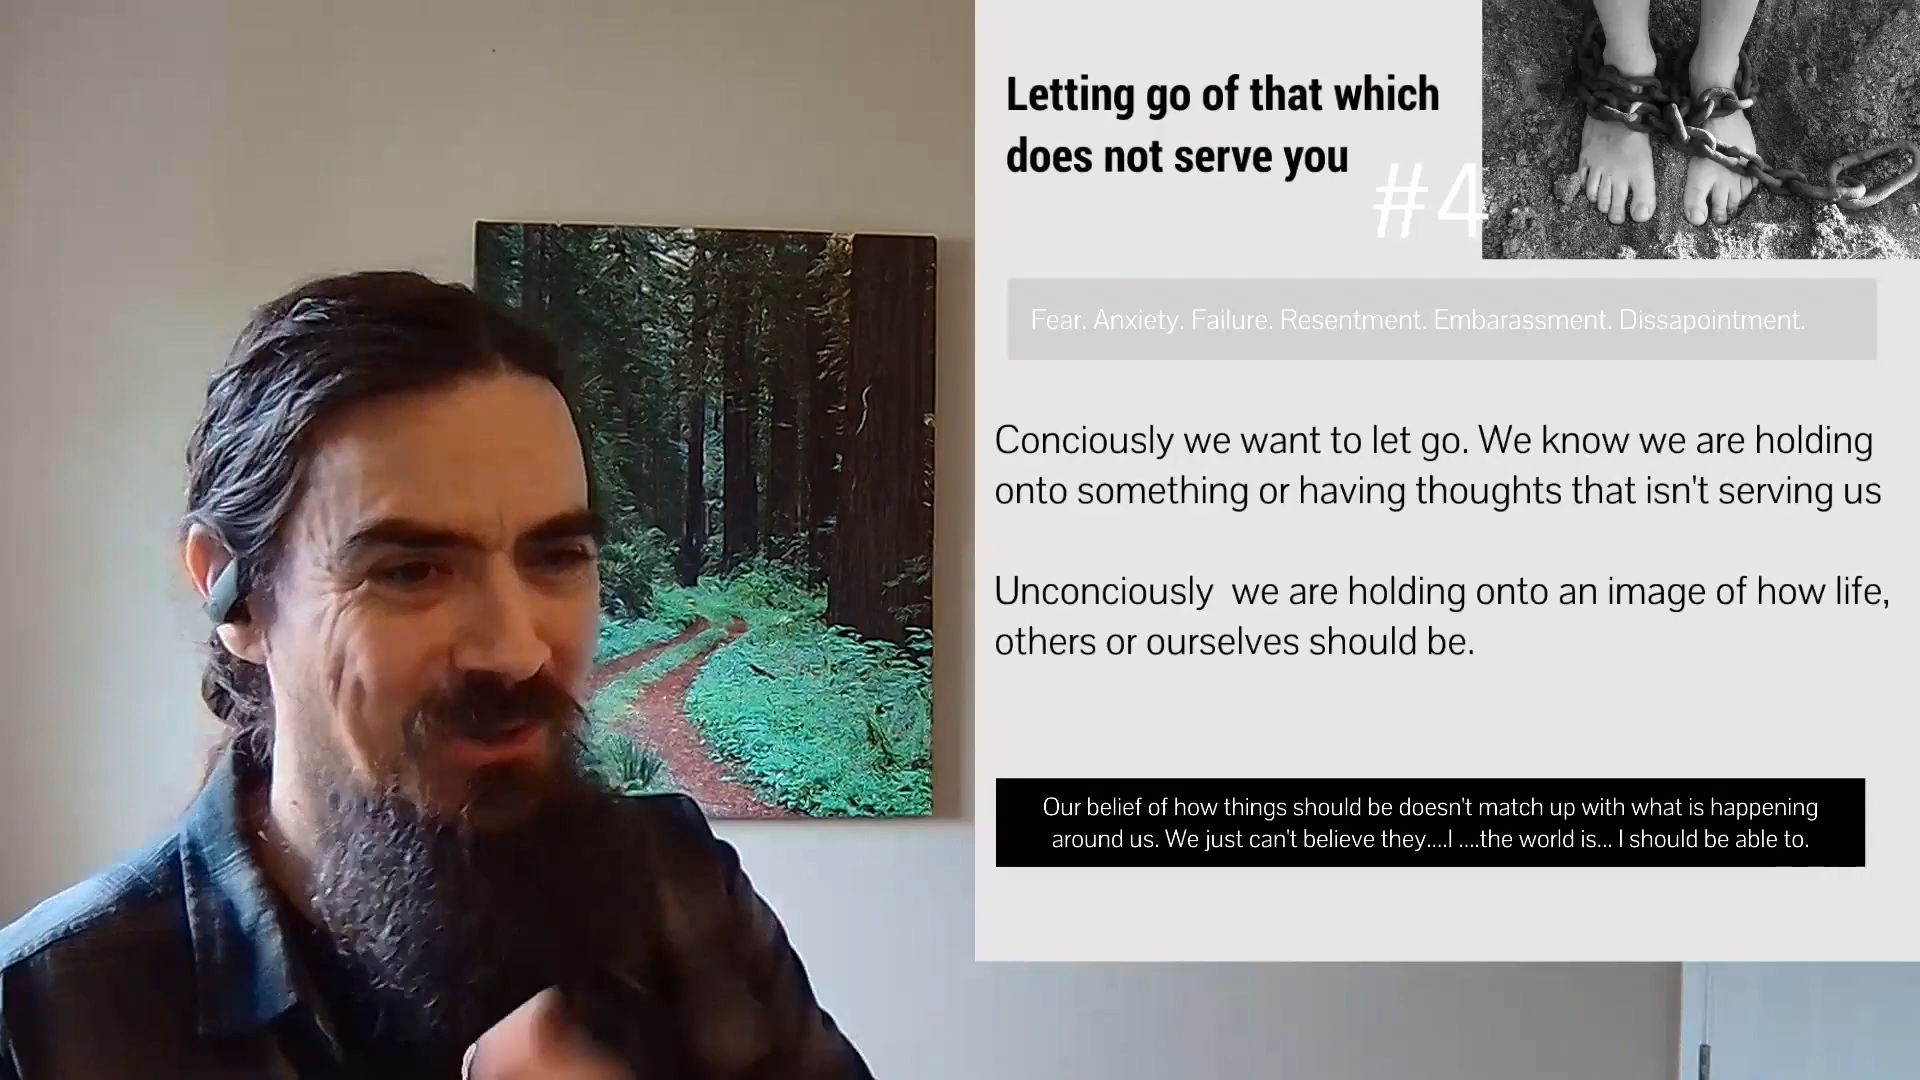 Letting go of that which
does not serve you
#4
Fear. Anxiety. Failure. Resentment. Embarassment. Dissapointment.
Conciously we want to let go. We know we are holding
onto something or having thoughts that isn't serving us
Unconciously we are holding onto an image of how life,
others or ourselves should be.
Our belief of how things should be doesn't match up with what is happening
around us. We just can't believe they....I ....the world is... I should be able to.